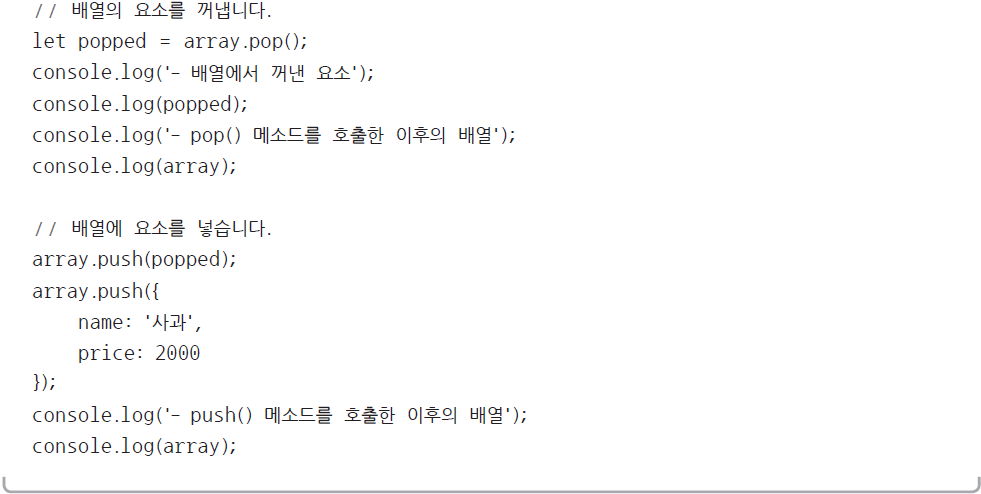 // 배열의 요소를 꺼냅니다.
let popped = array.pop();
console.log('- 배열에서 꺼낸 요소');
console.log(popped);
console.log('- pop() 메소드를 호출한 이후의 배열');
console.log(array);

// 배열에 요소를 넣습니다.
array.push(popped);
array.push({
    name: '사과',
    price: 2000
});
console.log('- push() 메소드를 호출한 이후의 배열');
console.log(array);